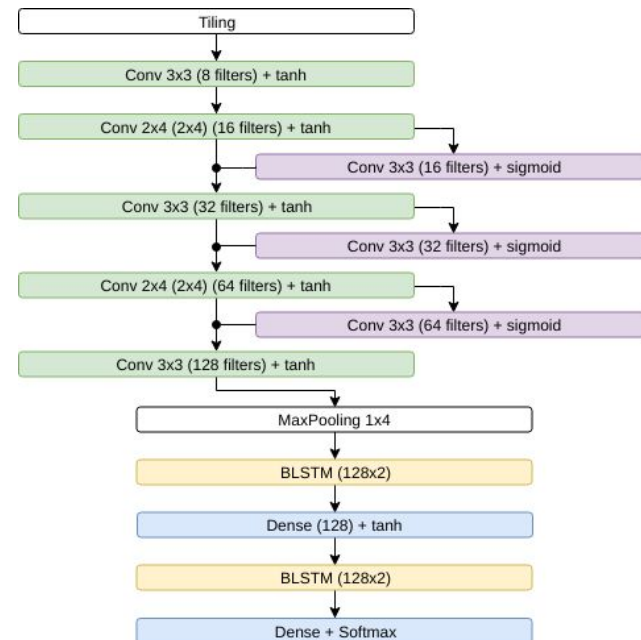 Tiling
Conv 3x3 (8 filters) + tanh
Conv 2x4 (2x4) (16 filters) + tanh
Conv 3x3 (16 filters) + sigmoid
Conv 3x3 (32 filters) + tanh
Conv 3x3 (32 filters) + sigmoid
Conv 2x4 (2x4) (64 filters) + tanh
Conv 3x3 (64 filters) + sigmoid
Conv 3x3 (128 filters) + tanh
MaxPooling 1x4
BLSTM (128x2)
Dense (128) + tanh
BLSTM (128x2)
Dense + Softmax